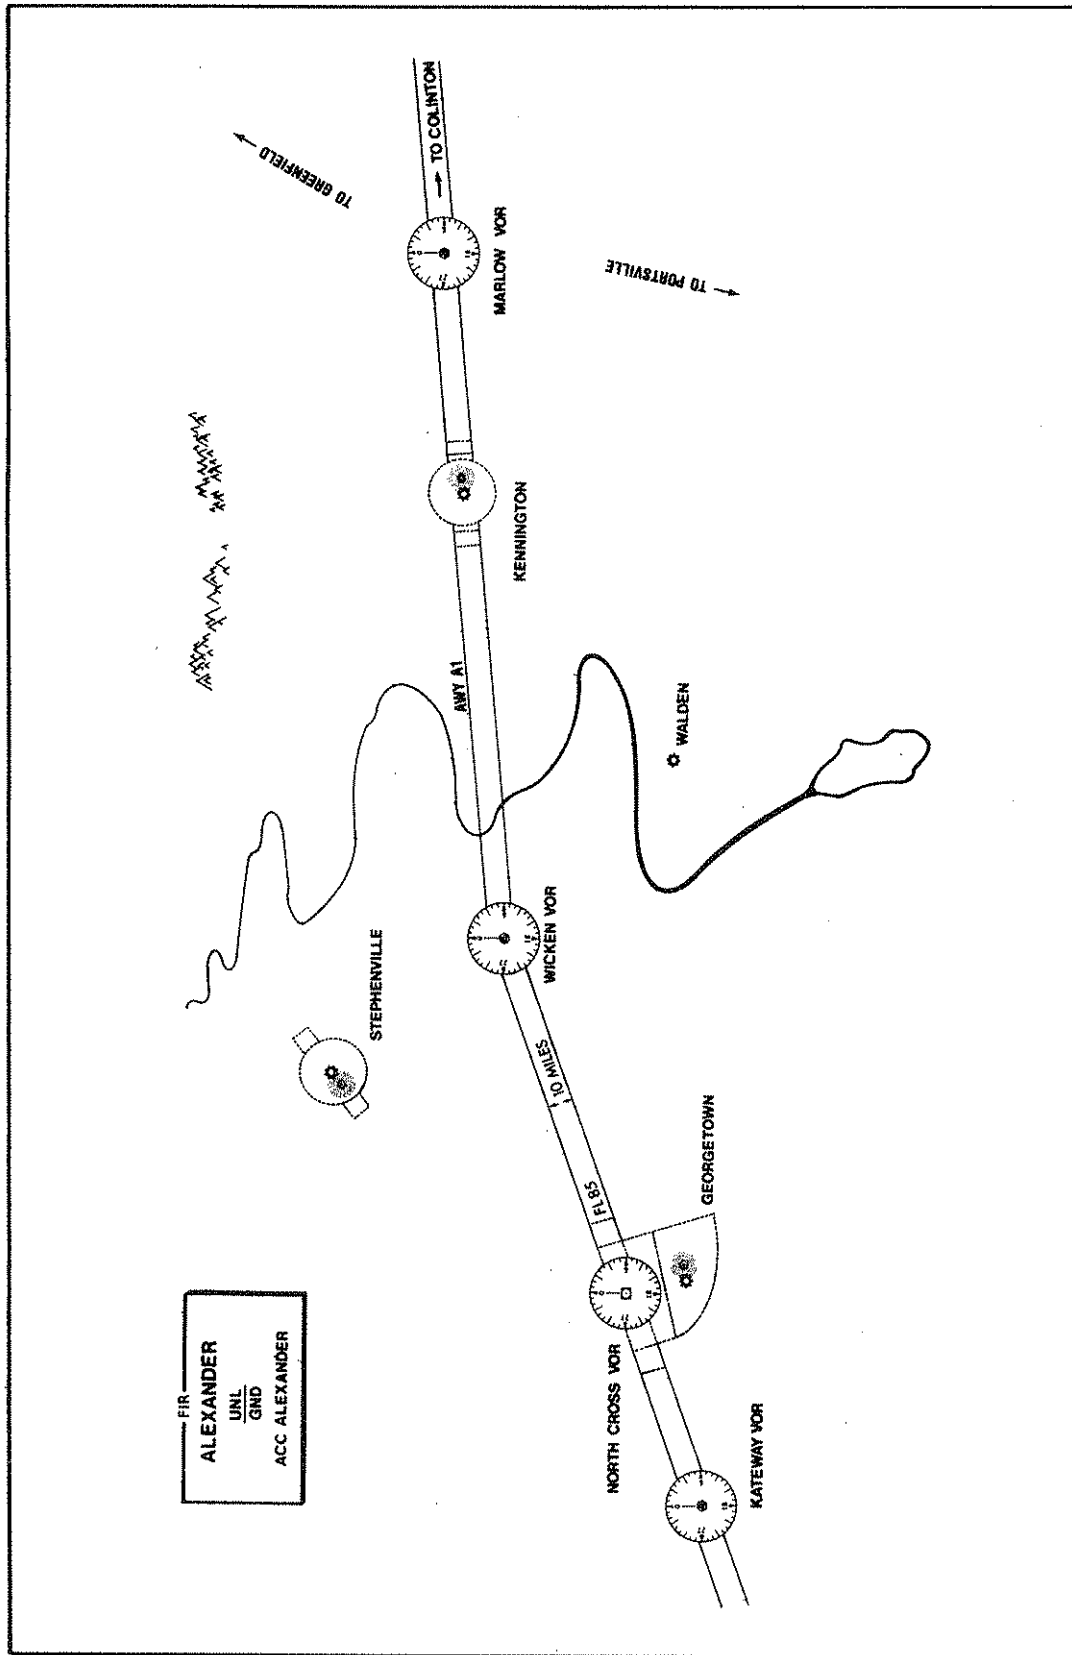 FIR
ALEXANDER
UNL
GND
ACC ALEXANDER
STEPHENVILLE
TO GREENFIELD
KATEWAY VOR
NORTH CROSS VOR
GEORGETOWN
FL 85
10 MILES
WICKEN VOR
AWY A1
WALDEN
KENNINGTON
MARLOW VOR
TO COLINTON
TO PORTSVILLE